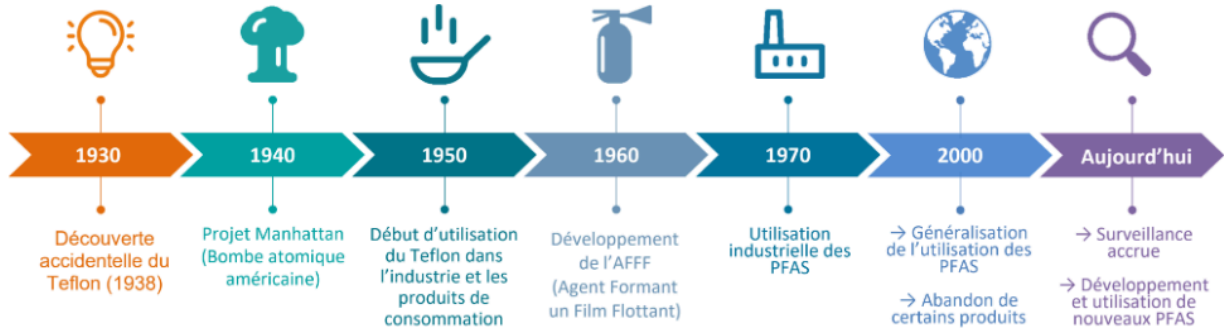 1930
1940
1950
1960
1970
2000
Aujourd’hui
Découverte
accidentelle du
Teflon (1938)
Projet Manhattan
(Bombe atomique
américaine)
Début d’utilisation
du Teflon dans
l’industrie et les
produits de
consommation
Développement
de l’AFFF
(Agent Formant
un Film Flottant)
Utilisation
industrielle des
PFAS
→ Généralisation
de l’utilisation des
PFAS
→ Abandon de
certains produits
→ Surveillance
accrue
→ Développement
et utilisation de
nouveaux PFAS